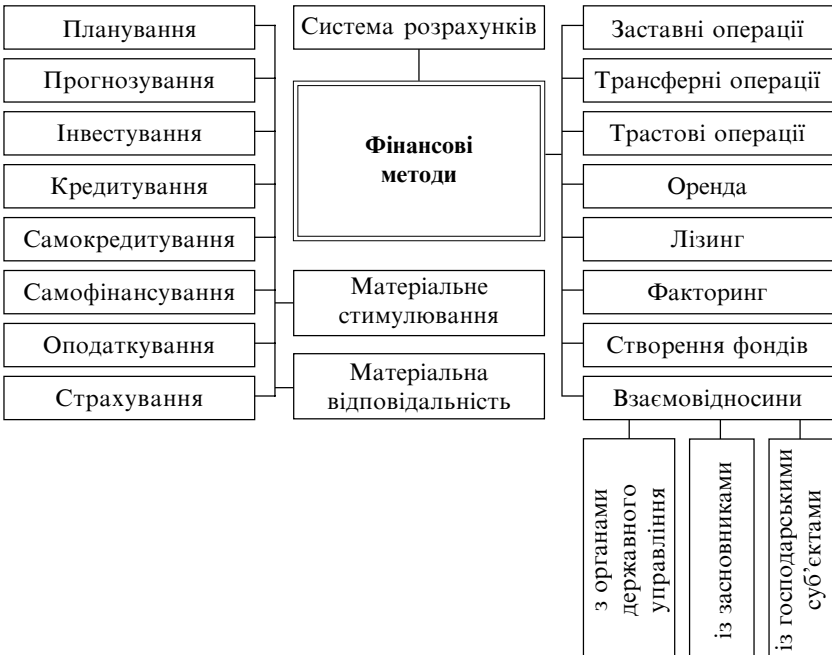 Планування
Прогнозування
Інвестування
Кредитування
Самокредитування
Самофінансування
Оподаткування
Страхування
Система розрахунків
Фінансові
методи
Матеріальне
стимулювання
Матеріальна
відповідальність
Заставні операції
Трансферні операції
Трастові операції
Оренда
Лізинг
Факторинг
Створення фондів
Взаємовідносини
з органами
державного
управління
із засновниками
із господарськими
суб’єктами